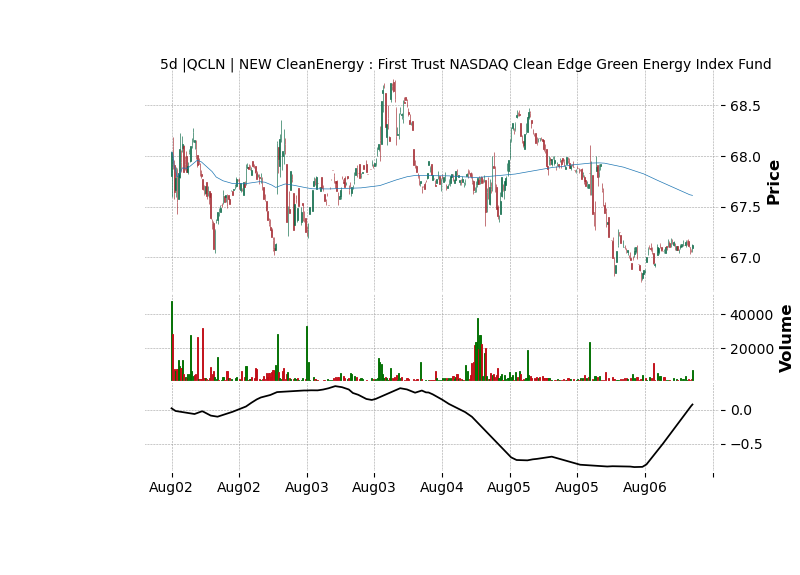 5d |QCLN | NEW CleanEnergy : First Trust NASDAQ Clean Edge Green Energy Index Fund
68.5
68.0
67.5
67.0
Price
40000
20000
Volume
0.0
−0.5
Aug02 Aug02 Aug03 Aug03 Aug04 Aug05 Aug05 Aug06